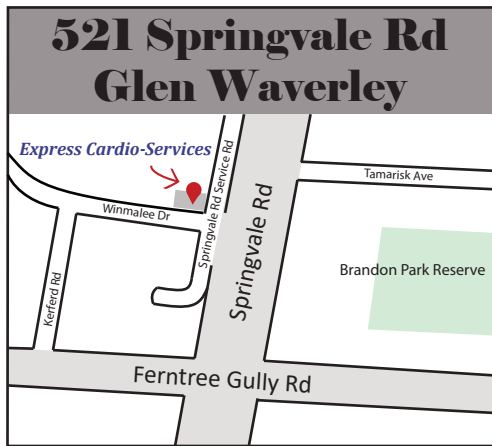 521 Springvale Rd
Glen Waverley
Express Cardio-Services
Springvale Rd Service Rd
Tamarisk Ave
Winmalee Dr
Springvale Rd
Kerferd Rd
Brandon Park Reserve
Ferntree Gully Rd